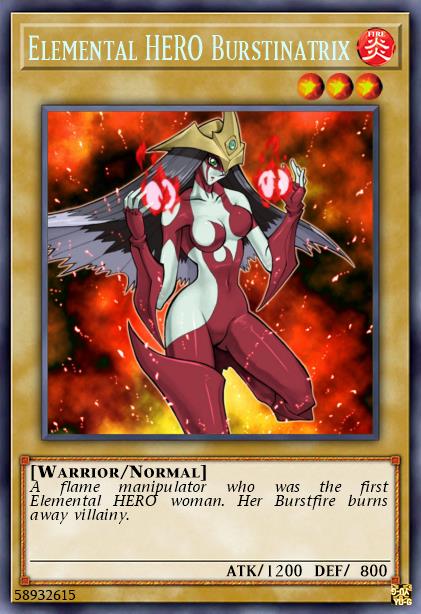 Elemental HERO Burstinatrix
FIRE
炎
[Warrior/Normal]
A flame manipulator who was the first
Elemental HERO woman. Her Burstfire burns
away villainy.
ATK/1200 DEF/ 800
58932615